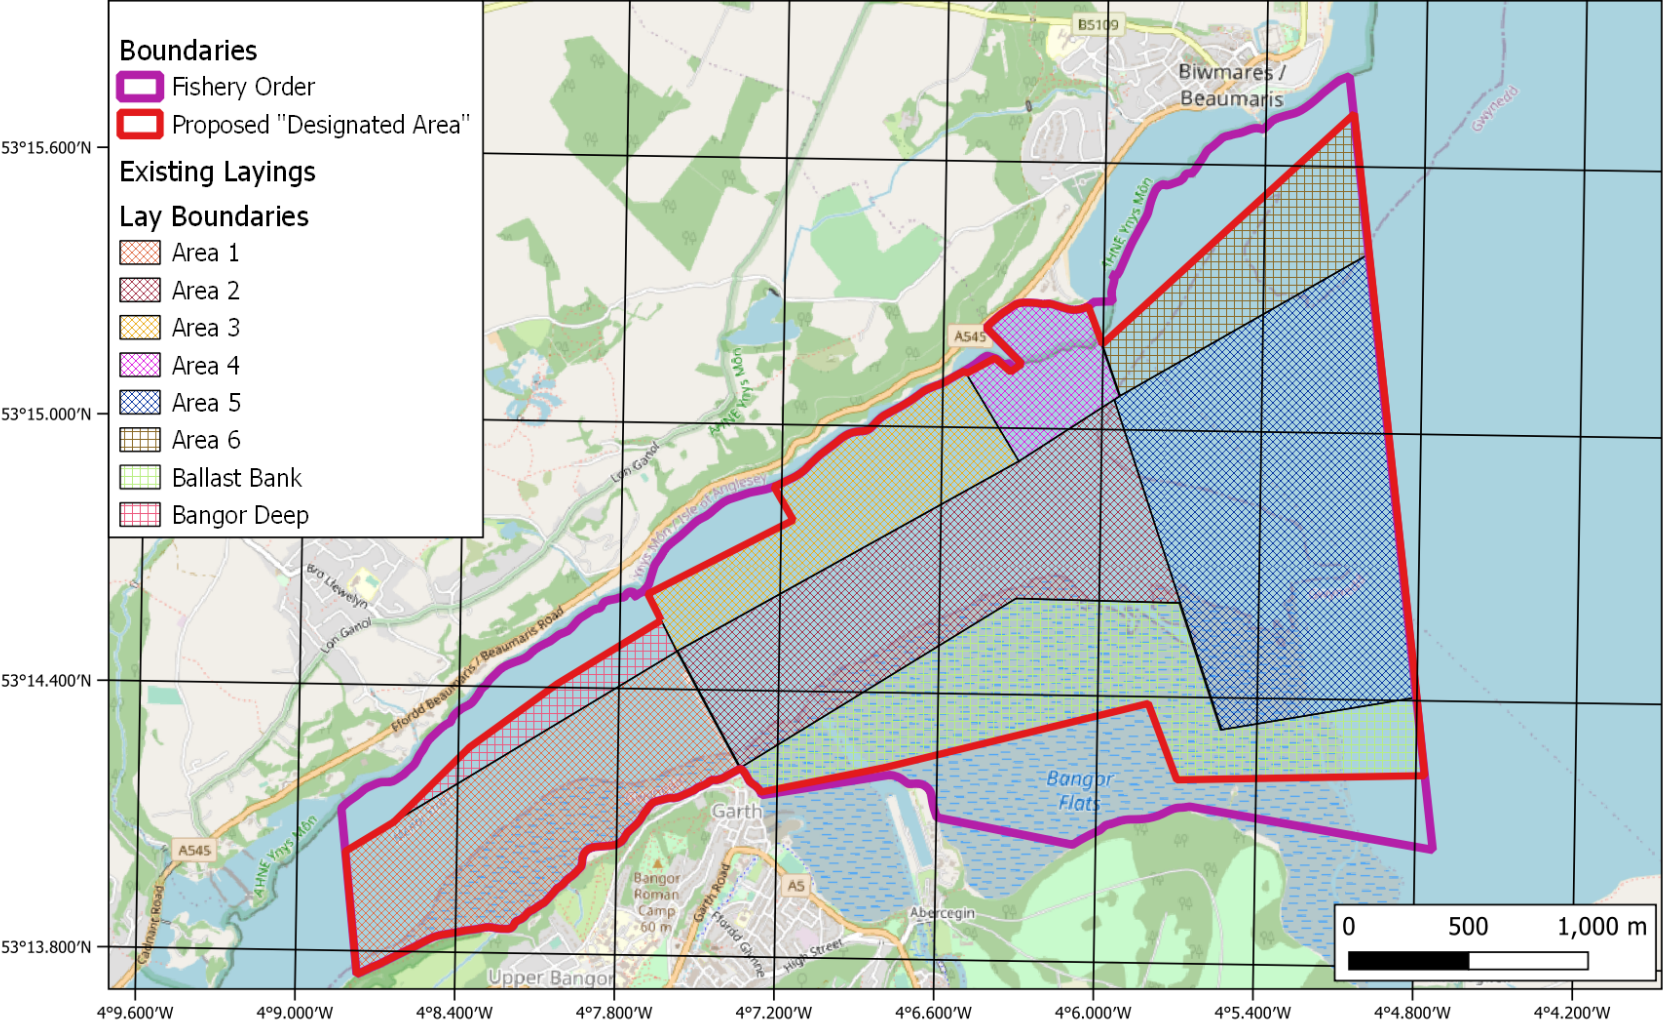 Boundaries
Fishery Order
Proposed "Designated Area"
Existing Layings
Lay Boundaries
Area 1
Area 2
Area 3
Area 4
Area 5
Area 6
Ballast Bank
Bangor Deep
B5109
Biwmares /
Beaumaris
Gwynedd
AHNE Ynys Môn
A545
AHNE Ynys Môn
Lon Ganol
Ynys Môn / Isle of Anglesey
Bro Llewelyn
Lon Ganol
Ffordd Beaumaris / Beaumaris Road
Bangor
Flats
Garth
A545
AHNE Ynys Môn
Cadnant Road
Bangor
Roman
Camp
60 m
Garth Road
A5
Ffordd Glynne
High Street
Abercegin
Upper Bangor
0 500 1,000 m
53°15.600'N
53°15.000'N
53°14.400'N
53°13.800'N
4°9.600'W 4°9.000'W 4°8.400'W 4°7.800'W 4°7.200'W 4°6.600'W 4°6.000'W 4°5.400'W 4°4.800'W 4°4.200'W